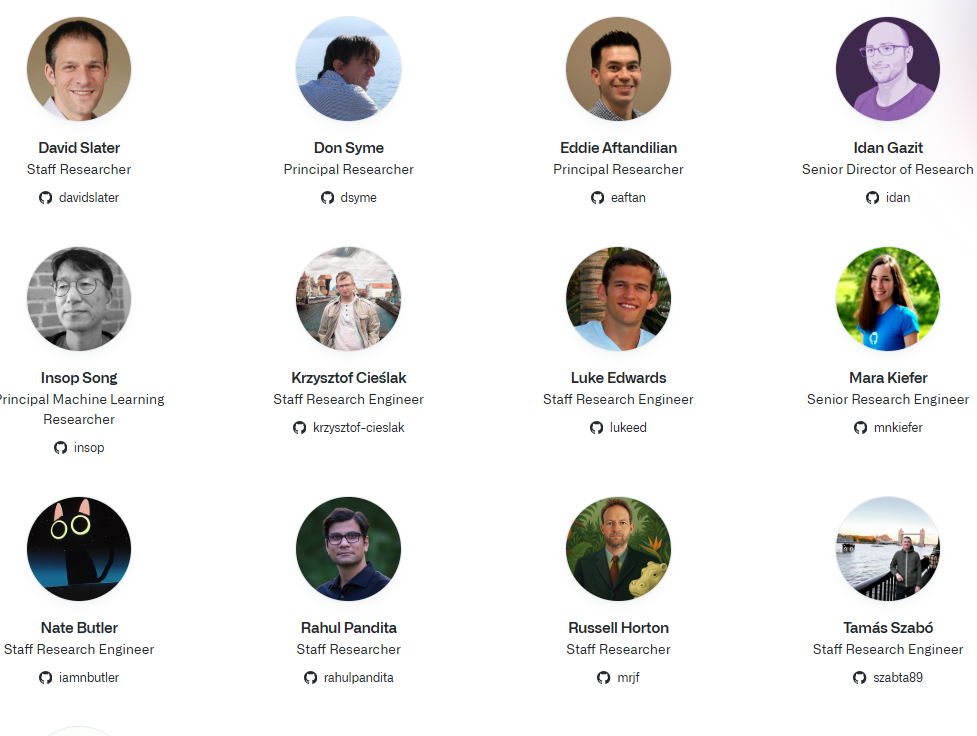 David Slater
Staff Researcher
davidslater
Don Syme
Principal Researcher
dsyme
Eddie Aftandilian
Principal Researcher
eaftan
Idan Gazit
Senior Director of Research
idan
Insop Song
Principal Machine Learning
Researcher
insop
Krzysztof Cieślak
Staff Research Engineer
krzysztof-cieslak
Luke Edwards
Staff Research Engineer
lukeed
Mara Kiefer
Senior Research Engineer
mnkiefer
Nate Butler
Staff Research Engineer
iamnbutler
Rahul Pandita
Staff Researcher
rahulpandita
Russell Horton
Staff Researcher
mrjf
Tamás Szabó
Staff Research Engineer
szabta89